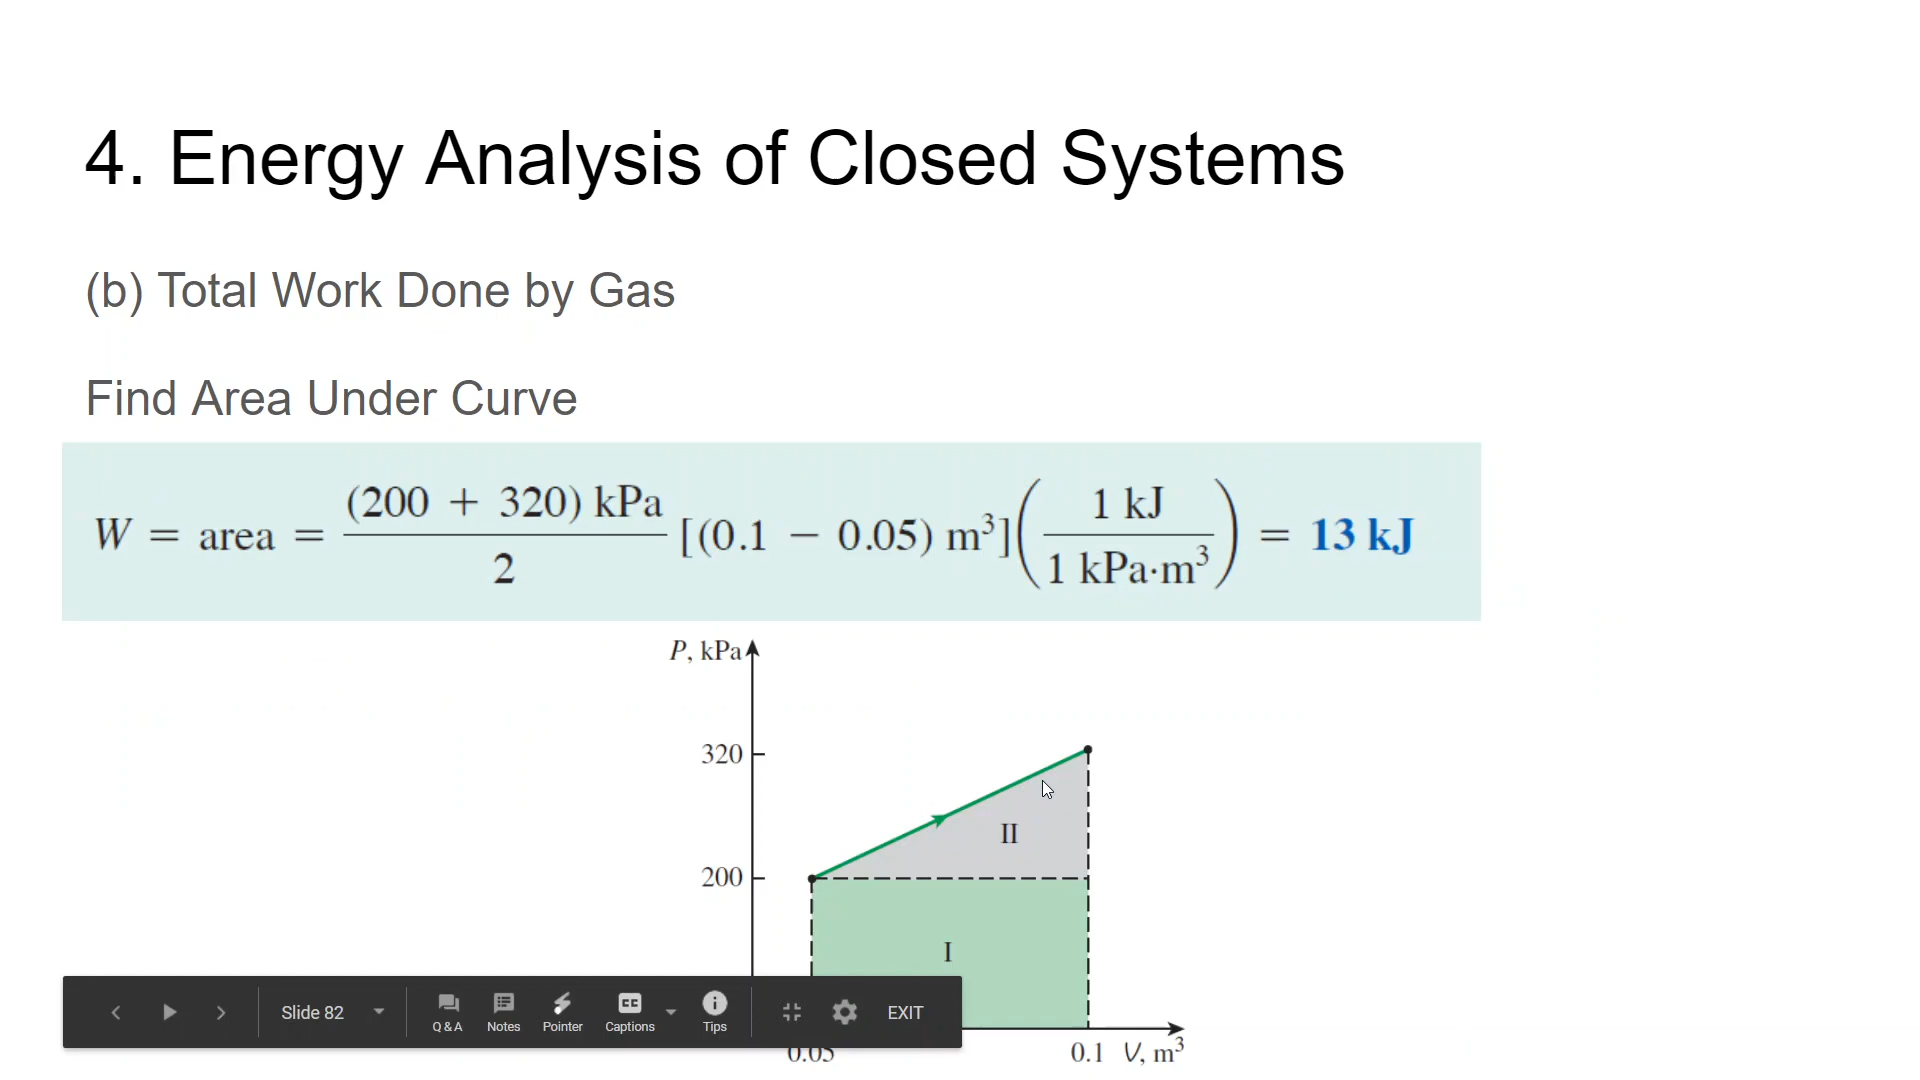 4. Energy Analysis of Closed Systems
(b) Total Work Done by Gas
Find Area Under Curve
W = area = (200 + 320) kPa / 2 [(0.1 − 0.05) m³] (1 kJ / 1 kPa·m³) = 13 kJ
P, kPa
320
II
200
I
Slide 82
Q & A
Notes
Pointer
CC
Captions
Tips
EXIT
0.05
0.1
V, m³